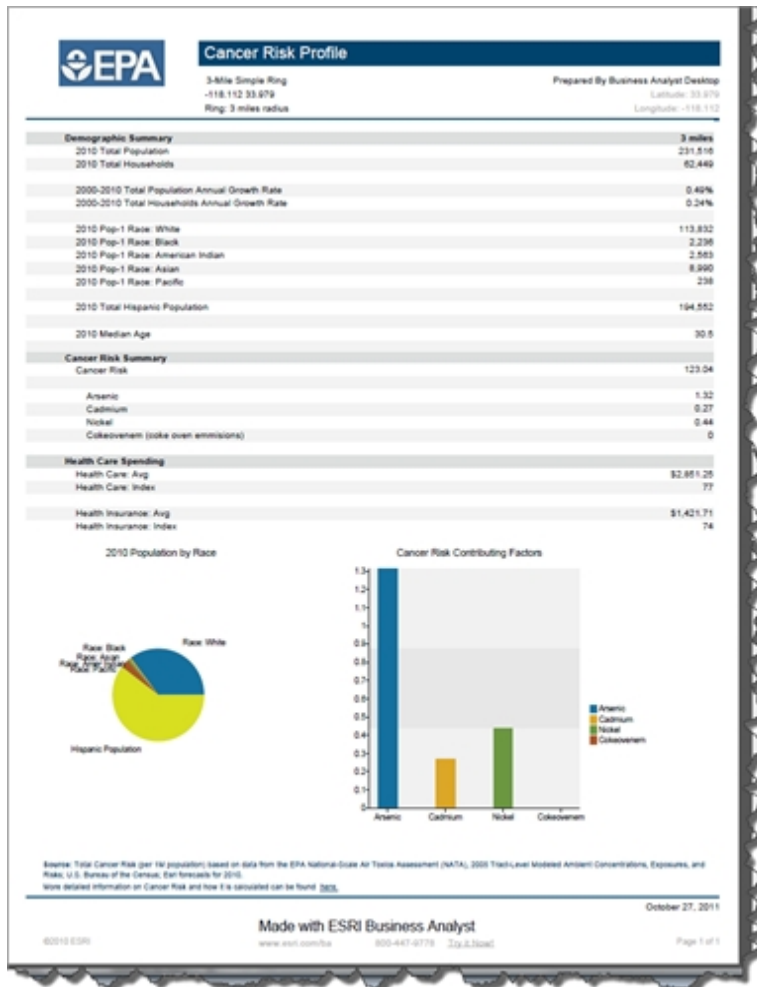 EPA
Cancer Risk Profile
3-Mile Simple Ring
Prepared By Business Analyst Desktop
-118.112 33.979
Latitude: 33.979
Ring: 3 miles radius
Longitude: -118.112
Demographic Summary 3 miles
2010 Total Population 231,516
2010 Total Households 62,449
2000-2010 Total Population Annual Growth Rate 0.49%
2000-2010 Total Households Annual Growth Rate 0.24%
2010 Pop-1 Race: White 113,832
2010 Pop-1 Race: Black 2,236
2010 Pop-1 Race: American Indian 2,583
2010 Pop-1 Race: Asian 8,990
2010 Pop-1 Race: Pacific 238
2010 Total Hispanic Population 194,552
2010 Median Age 30.5
Cancer Risk Summary
Cancer Risk 123.04
Arsenic 1.32
Cadmium 0.27
Nickel 0.44
Cokeovenem (coke oven emmisions) 0
Health Care Spending
Health Care: Avg $2,851.25
Health Care: Index 77
Health Insurance: Avg $1,421.71
Health Insurance: Index 74
2010 Population by Race
Race: White
Race: Black
Race: Asian
Race: Amer Indian
Race: Pacific
Hispanic Population
Cancer Risk Contributing Factors
1.3
1.2
1.1
1
0.9
0.8
0.7
0.6
0.5
0.4
0.3
0.2
0.1
0
Arsenic Cadmium Nickel Cokeovenem
Arsenic
Cadmium
Nickel
Cokeovenem
Source: Total Cancer Risk (per 1M population) based on data from the EPA National-Scale Air Toxics Assessment (NATA), 2005 Tract-Level Modeled Ambient Concentrations, Exposures, and
Risks; U.S. Bureau of the Census; Esri forecasts for 2010.
More detailed information on Cancer Risk and how it is calculated can be found here.
October 27, 2011
Made with ESRI Business Analyst
©2010 ESRI www.esri.com/ba 800-447-9778 Try it Now! Page 1 of 1